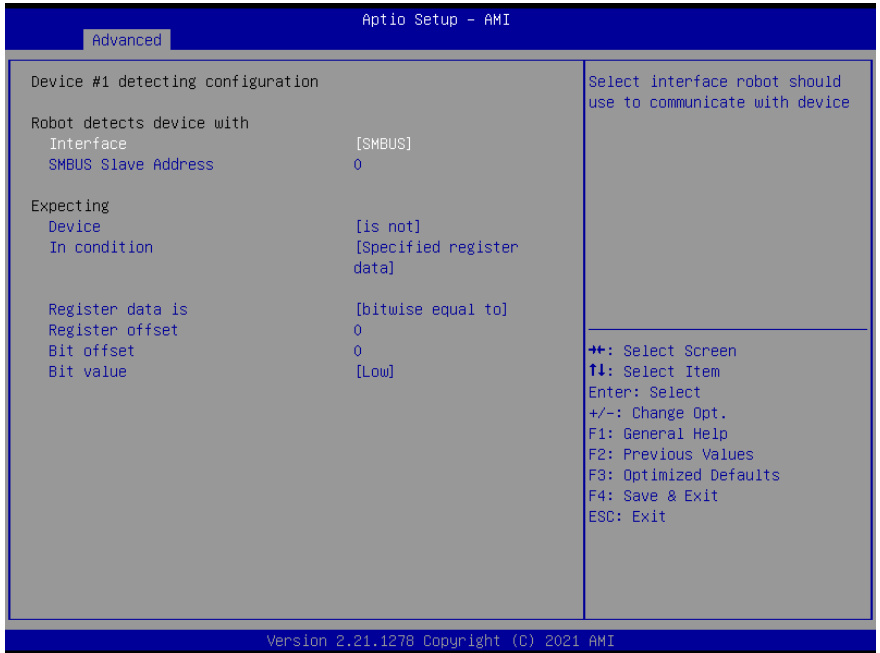 Aptio Setup – AMI
Advanced
Device #1 detecting configuration
Robot detects device with
Interface [SMBUS]
SMBUS Slave Address 0
Expecting
Device [is not]
In condition [Specified register
data]
Register data is [bitwise equal to]
Register offset 0
Bit offset 0
Bit value [Low]
Select interface robot should
use to communicate with device
→←: Select Screen
↑↓: Select Item
Enter: Select
+/-: Change Opt.
F1: General Help
F2: Previous Values
F3: Optimized Defaults
F4: Save & Exit
ESC: Exit
Version 2.21.1278 Copyright (C) 2021 AMI